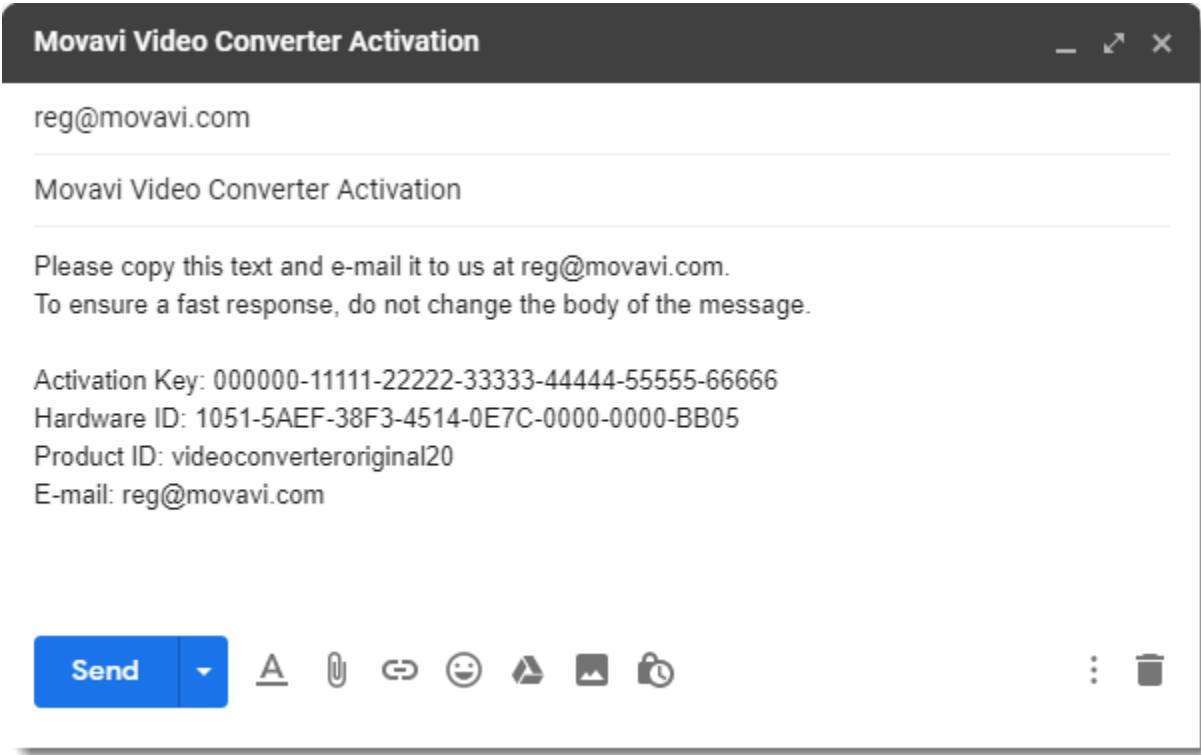 Movavi Video Converter Activation
reg@movavi.com
Movavi Video Converter Activation
Please copy this text and e-mail it to us at reg@movavi.com.
To ensure a fast response, do not change the body of the message.
Activation Key: 000000-11111-22222-33333-44444-55555-66666
Hardware ID: 1051-5AEF-38F3-4514-0E7C-0000-0000-BB05
Product ID: videoconverteroriginal20
E-mail: reg@movavi.com
Send